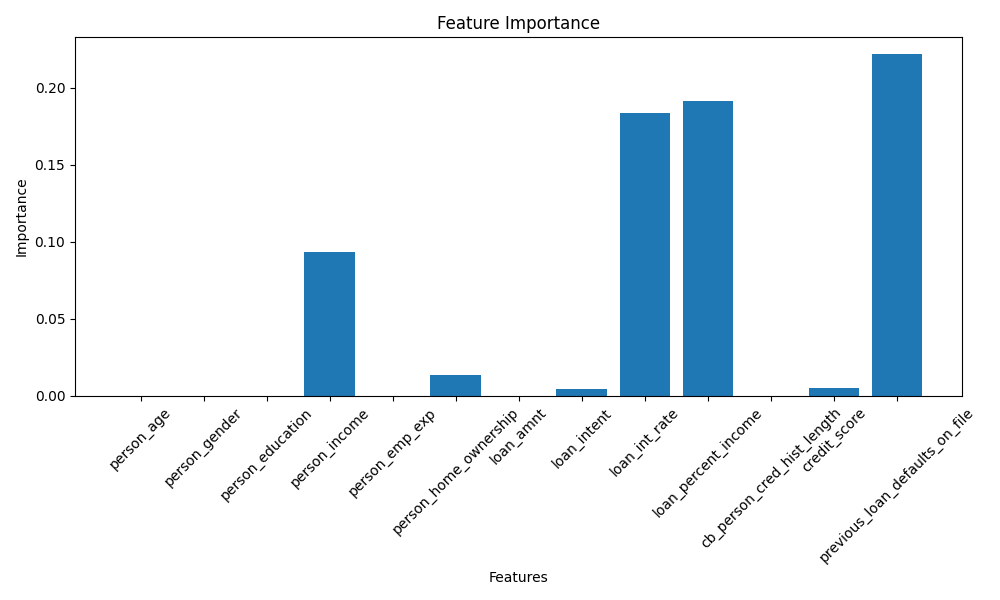 Feature Importance
Importance
0.20
0.15
0.10
0.05
0.00
person_age
person_gender
person_education
person_income
person_emp_exp
person_home_ownership
loan_amnt
loan_intent
loan_int_rate
loan_percent_income
cb_person_cred_hist_length
credit_score
previous_loan_defaults_on_file
Features